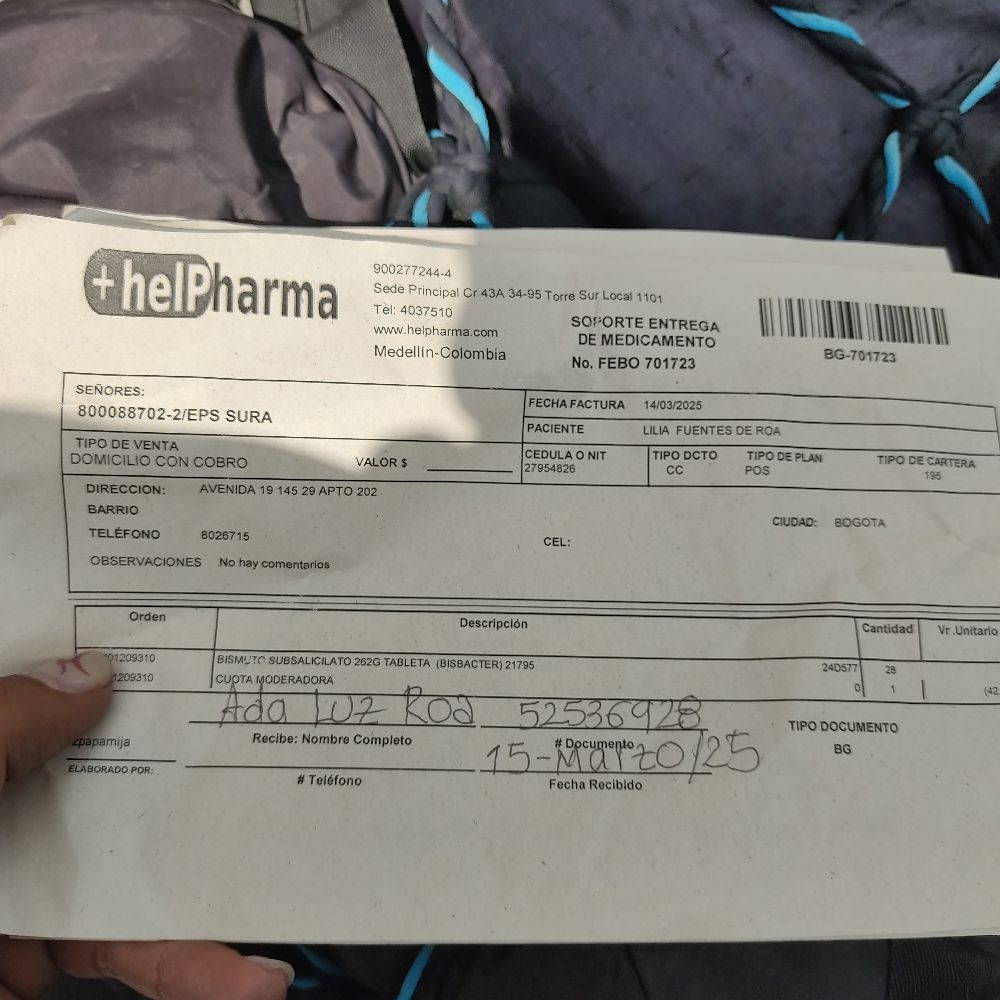 +helPharma
900277244-4
Sede Principal Cr 43A 34-95 Torre Sur Local 1101
Tel: 4037510
www.helpharma.com
Medellín-Colombia
SOPORTE ENTREGA
DE MEDICAMENTO
No. FEBO 701723
BG-701723
SEÑORES:
800088702-2/EPS SURA
FECHA FACTURA 14/03/2025
PACIENTE LILIA FUENTES DE ROA
TIPO DE VENTA
DOMICILIO CON COBRO VALOR $
CEDULA O NIT TIPO DCTO TIPO DE PLAN TIPO DE CARTERA
27954826 CC POS 195
DIRECCION: AVENIDA 19 145 29 APTO 202
BARRIO
CIUDAD: BOGOTA
TELÉFONO 8026715
CEL:
OBSERVACIONES No hay comentarios
Orden Descripción Cantidad Vr.Unitario
01209310 BISMUTO SUBSALICILATO 262G TABLETA (BISBACTER) 21795 24D577 28
1209310 CUOTA MODERADORA 0 1 (42
Ada Luz Roa 52536928
Recibe: Nombre Completo # Documento
TIPO DOCUMENTO
BG
zpapamija
15-Marzo/25
ELABORADO POR: # Teléfono Fecha Recibido